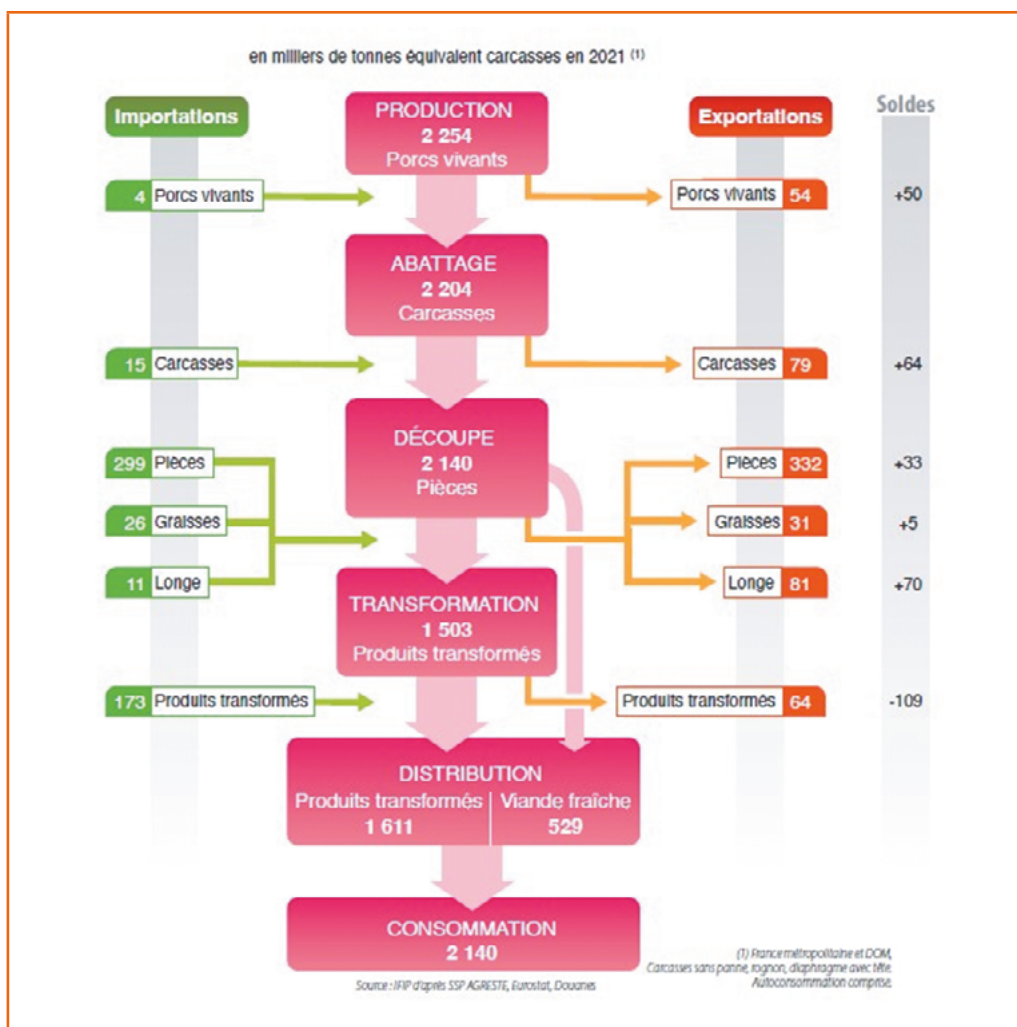 en milliers de tonnes équivalent carcasses en 2021 (1)
Importations
PRODUCTION
2 254
Porcs vivants
Exportations
Soldes
4 Porcs vivants
Porcs vivants 54
+50
ABATTAGE
2 204
Carcasses
15 Carcasses
Carcasses 79
+64
DÉCOUPE
2 140
Pièces
299 Pièces
Pièces 332
+33
26 Graisses
Graisses 31
+5
11 Longe
Longe 81
+70
TRANSFORMATION
1 503
Produits transformés
173 Produits transformés
Produits transformés 64
-109
DISTRIBUTION
Produits transformés
1 611
Viande fraîche
529
CONSOMMATION
2 140
(1) France métropolitaine et DOM,
Carcasses sans panne, rognon, diaphragme avec tête.
Autoconsommation comprise.
Source : IFIP d'après SSP AGRESTE, Eurostat, Douanes